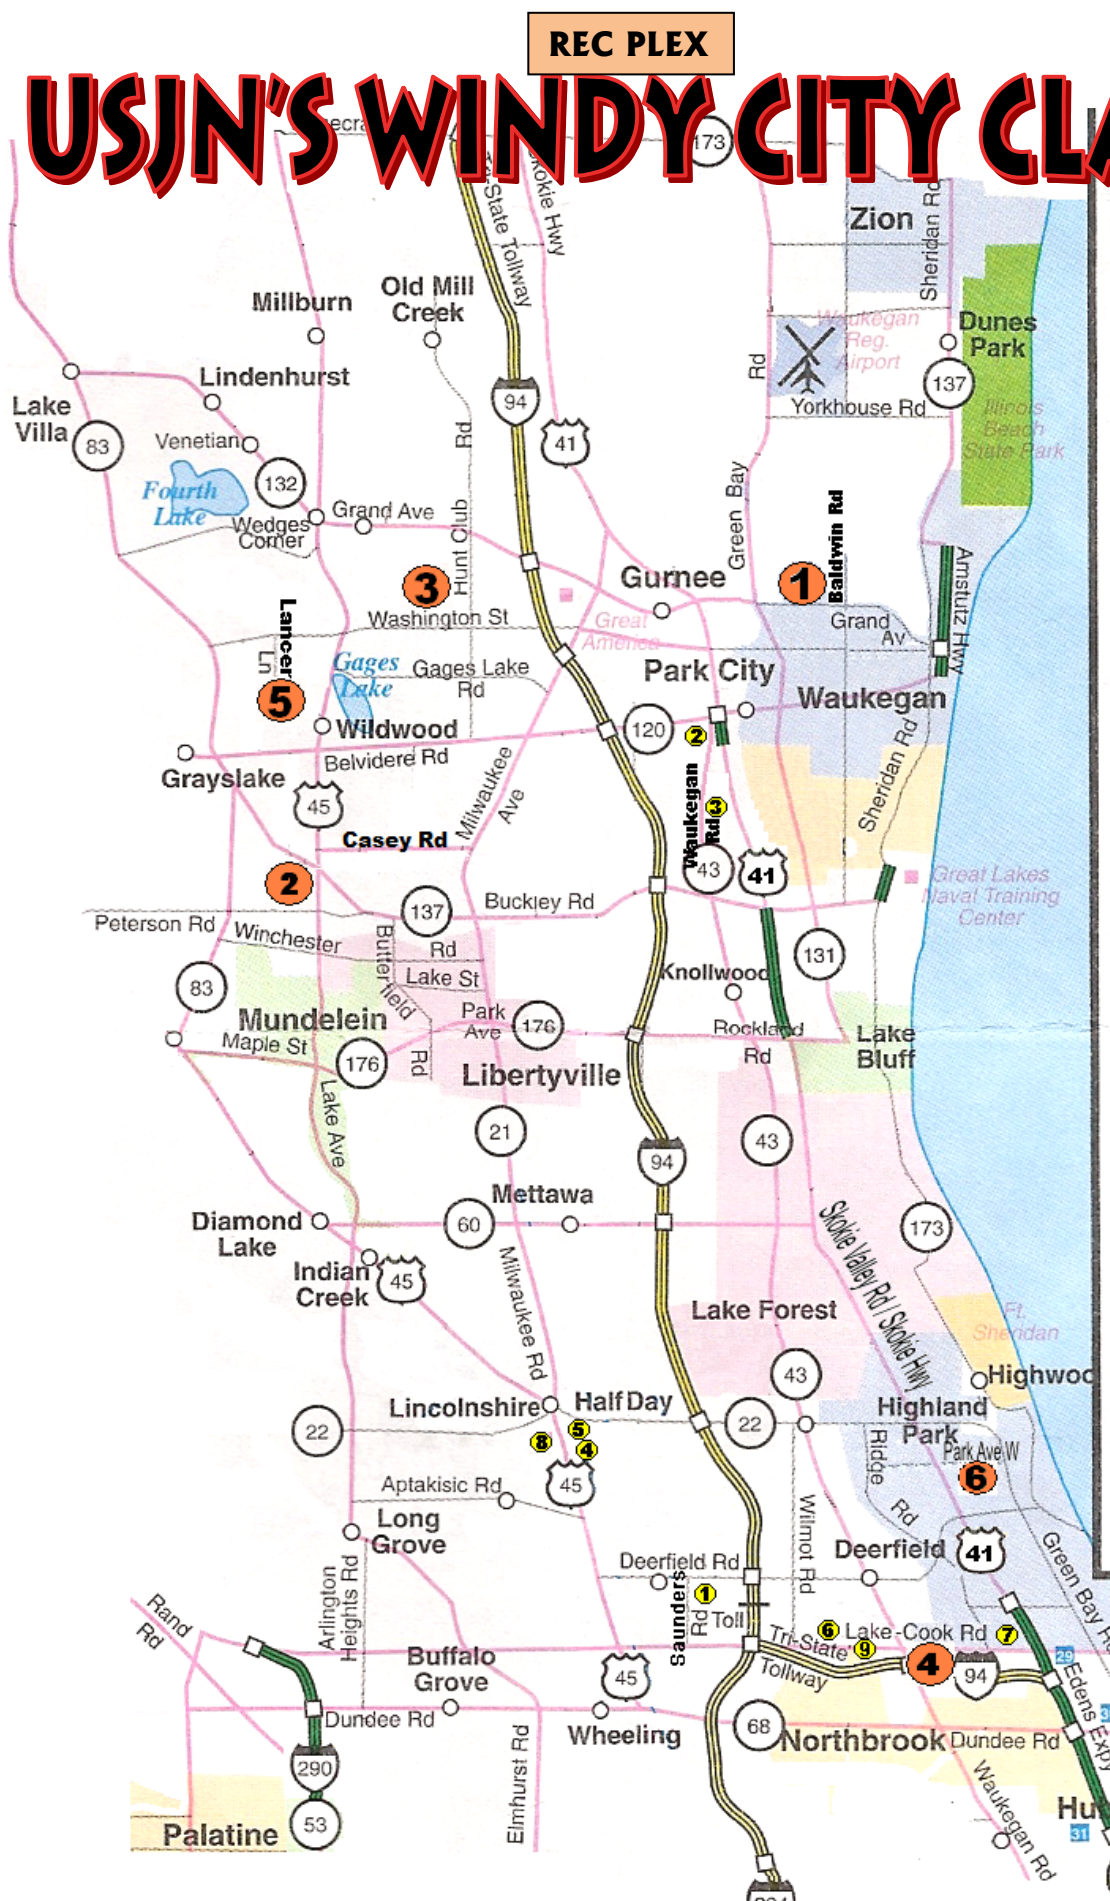 REC PLEX
USJN'S WINDY CITY CLA
173
Skokie Hwy
Tri-State Tollway
Zion
Sheridan Rd
Old Mill
Creek
Millburn
Waukegan
Reg.
Airport
Dunes
Park
137
Rd
94
Lindenhurst
Lake
Villa
83
Yorkhouse Rd
Illinois
Beach
State Park
Venetian
41
Rd
132
Fourth
Lake
Grand Ave
Wedges
Corner
Hunt Club
Green Bay
Baldwin Rd
Amstutz Hwy
3
Gurnee
1
Washington St
Great
America
Grand
Av
Lancer
Ln
Gages
Lake
Gages Lake
Rd
Park City
5
Wildwood
120
2
Waukegan
Grayslake
Belvidere Rd
Sheridan Rd
45
Milwaukee
Ave
Waukegan
Rd
3
Casey Rd
2
43
41
Great Lakes
Naval Training
Center
137
Buckley Rd
Peterson Rd
Winchester
Rd
Butterfield
Rd
131
83
Lake St
Knollwood
Mundelein
Park
Ave
176
Rockland
Rd
Lake
Bluff
Maple St
176
Libertyville
Lake Ave
21
43
94
Mettawa
Diamond
Lake
60
Skokie Valley Rd / Skokie Hwy
173
Indian
Creek
45
Milwaukee Rd
Lake Forest
Ft.
Sheridan
43
Highwoo
Lincolnshire
Half Day
22
22
Highland
Park
8
5
4
Ridge
Rd
Park Ave W
6
45
Aptakisic Rd
Long
Grove
Wilmot Rd
Deerfield
41
Deerfield Rd
Green Bay Rd
Arlington
Heights Rd
Saunders
Rd
1
Toll
Rand
Rd
6
Lake-Cook Rd
7
Tri-State
Tollway
9
4
94
29
Buffalo
Grove
45
Edens Expy
Dundee Rd
Wheeling
68
Northbrook
Dundee Rd
290
Elmhurst Rd
Waukegan Rd
53
Palatine
Hu
31